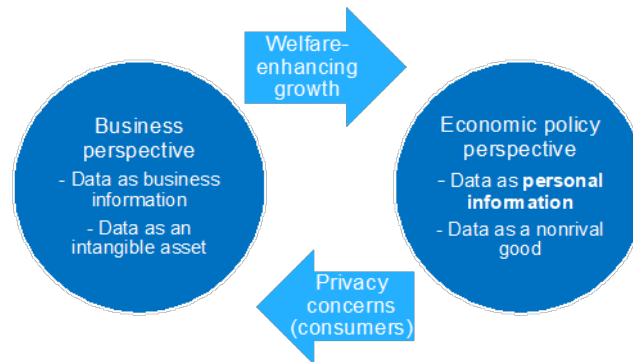 Welfare-
enhancing
growth
Business
perspective
- Data as business
information
- Data as an
intangible asset
Economic policy
perspective
- Data as personal
information
- Data as a nonrival
good
Privacy
concerns
(consumers)